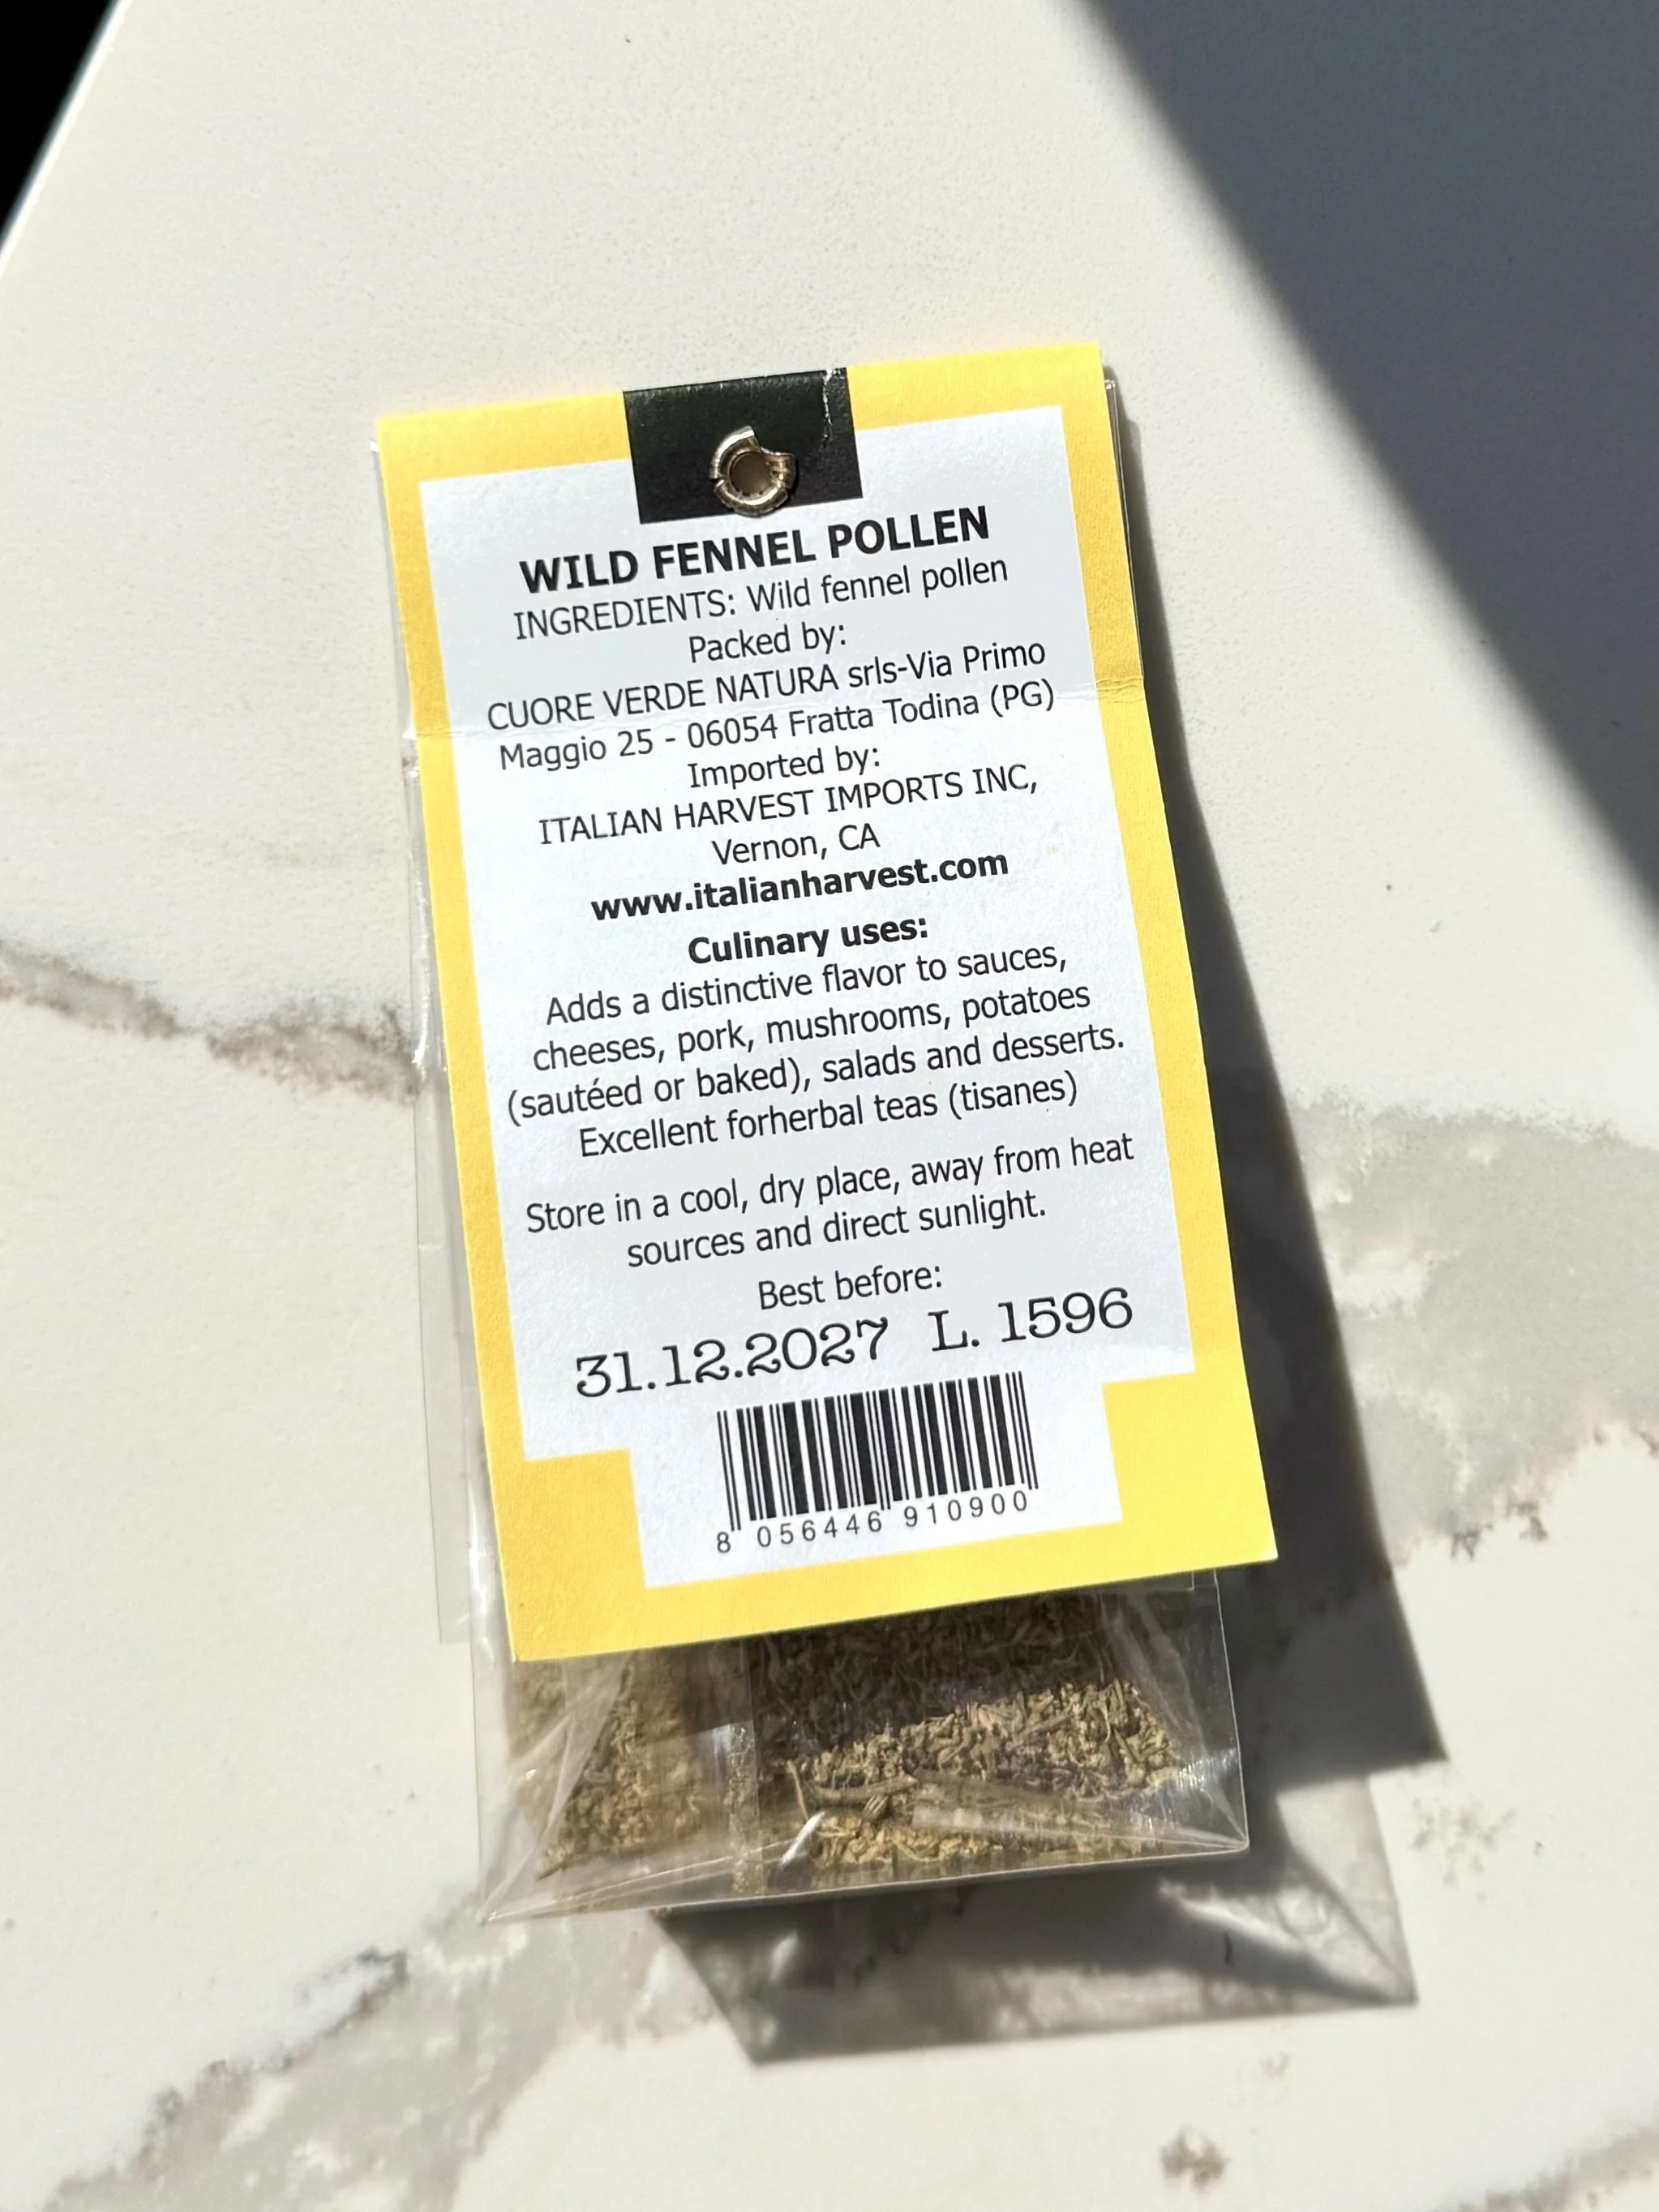 WILD FENNEL POLLEN
INGREDIENTS: Wild fennel pollen
Packed by:
CUORE VERDE NATURA srls-Via Primo
Maggio 25 - 06054 Fratta Todina (PG)
Imported by:
ITALIAN HARVEST IMPORTS INC,
Vernon, CA
www.italianharvest.com
Culinary uses:
Adds a distinctive flavor to sauces,
cheeses, pork, mushrooms, potatoes
(sautéed or baked), salads and desserts.
Excellent forherbal teas (tisanes)
Store in a cool, dry place, away from heat
sources and direct sunlight.
Best before:
31.12.2027 L. 1596
8 056446 910900